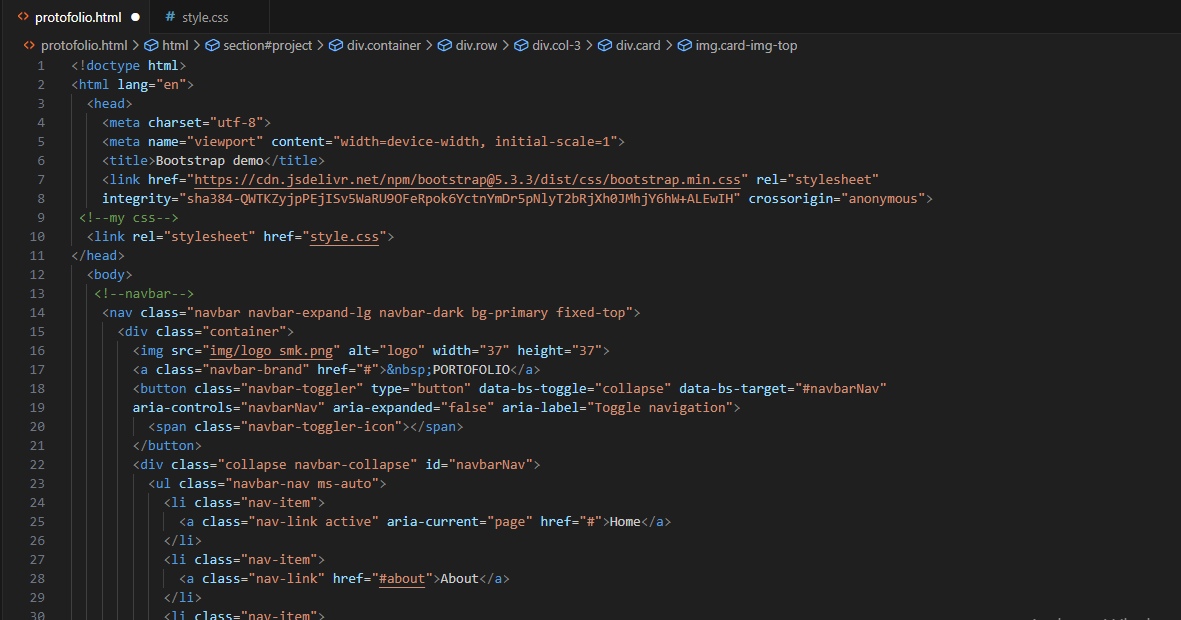 protofolio.html ● # style.css
protofolio.html > html > section#project > div.container > div.row > div.col-3 > div.card > img.card-img-top
1 <!doctype html>
2 <html lang="en">
3 <head>
4 <meta charset="utf-8">
5 <meta name="viewport" content="width=device-width, initial-scale=1">
6 <title>Bootstrap demo</title>
7 <link href="https://cdn.jsdelivr.net/npm/bootstrap@5.3.3/dist/css/bootstrap.min.css" rel="stylesheet"
8 integrity="sha384-QWTKZyjpPEjISv5WaRU9OFeRpok6YctnYmDr5pNlyT2bRjXh0JMhjY6hW+ALEwIH" crossorigin="anonymous">
9 <!--my css-->
10 <link rel="stylesheet" href="style.css">
11 </head>
12 <body>
13 <!--navbar-->
14 <nav class="navbar navbar-expand-lg navbar-dark bg-primary fixed-top">
15 <div class="container">
16 <img src="img/logo smk.png" alt="logo" width="37" height="37">
17 <a class="navbar-brand" href="#">&nbsp;PORTOFOLIO</a>
18 <button class="navbar-toggler" type="button" data-bs-toggle="collapse" data-bs-target="#navbarNav"
19 aria-controls="navbarNav" aria-expanded="false" aria-label="Toggle navigation">
20 <span class="navbar-toggler-icon"></span>
21 </button>
22 <div class="collapse navbar-collapse" id="navbarNav">
23 <ul class="navbar-nav ms-auto">
24 <li class="nav-item">
25 <a class="nav-link active" aria-current="page" href="#">Home</a>
26 </li>
27 <li class="nav-item">
28 <a class="nav-link" href="#about">About</a>
29 </li>
30 <li class="nav-item">